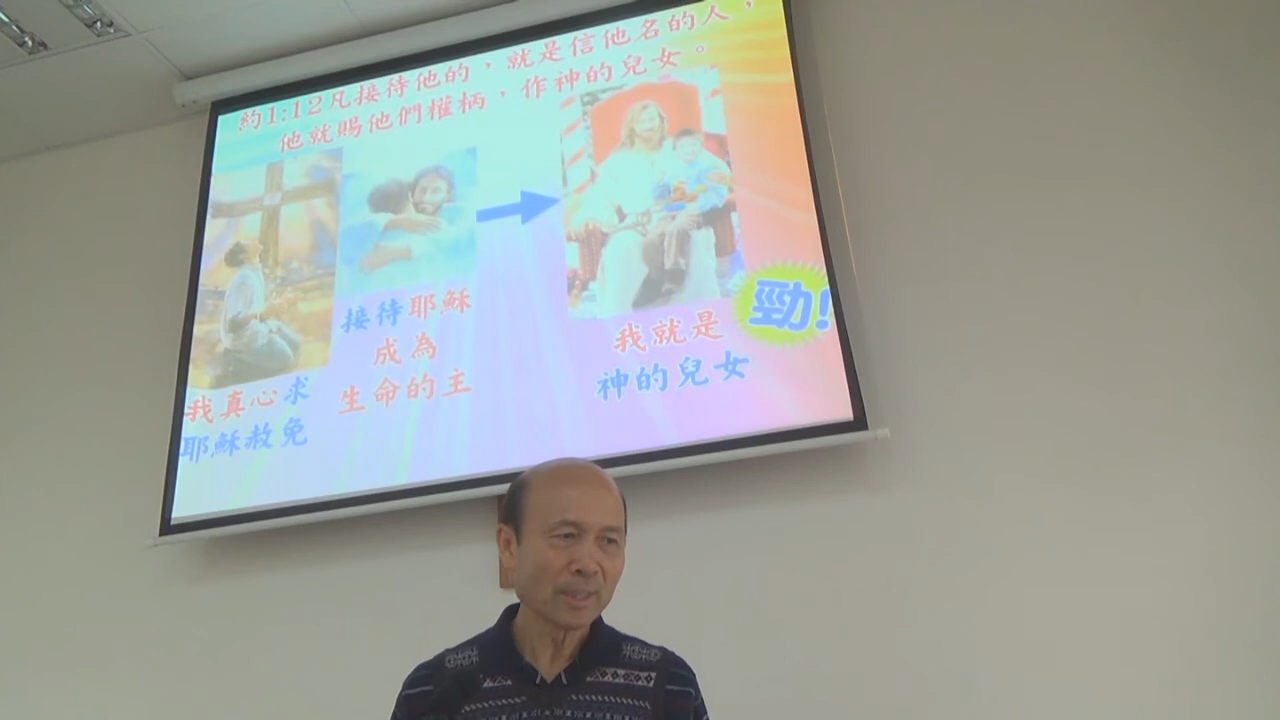 約1:12凡接待他的，就是信他名的人，
他就賜他們權柄，作神的兒女。
我真心求
耶穌赦免
接待耶穌
成為
生命的主
我就是
神的兒女
勁!